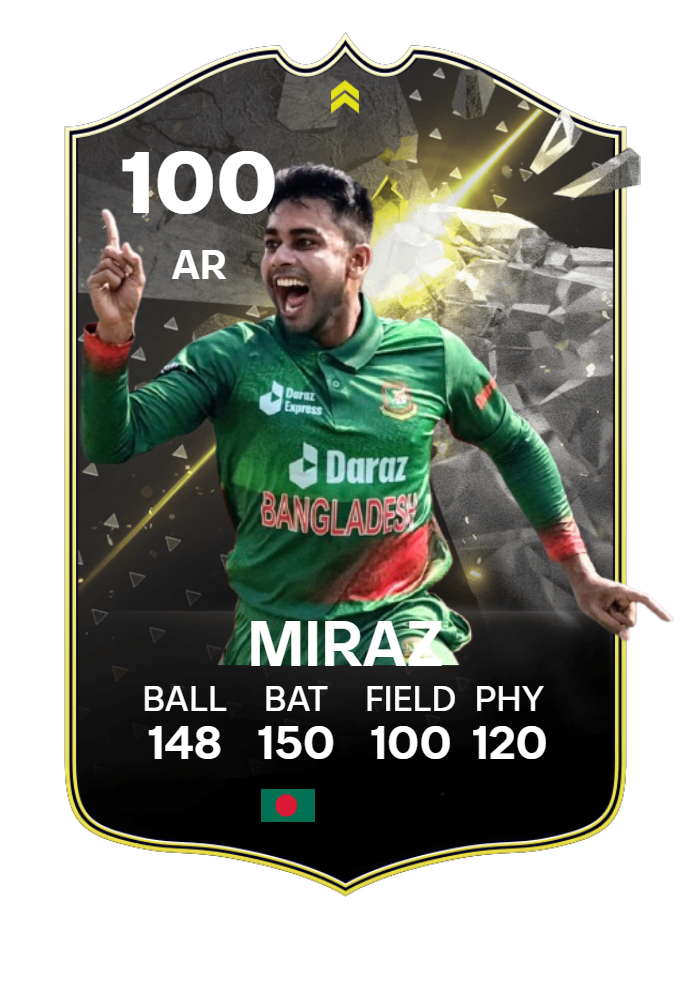 100
AR
Daraz
Express
Daraz
BANGLADESH
MIRAZ
BALL BAT FIELD PHY
148 150 100 120